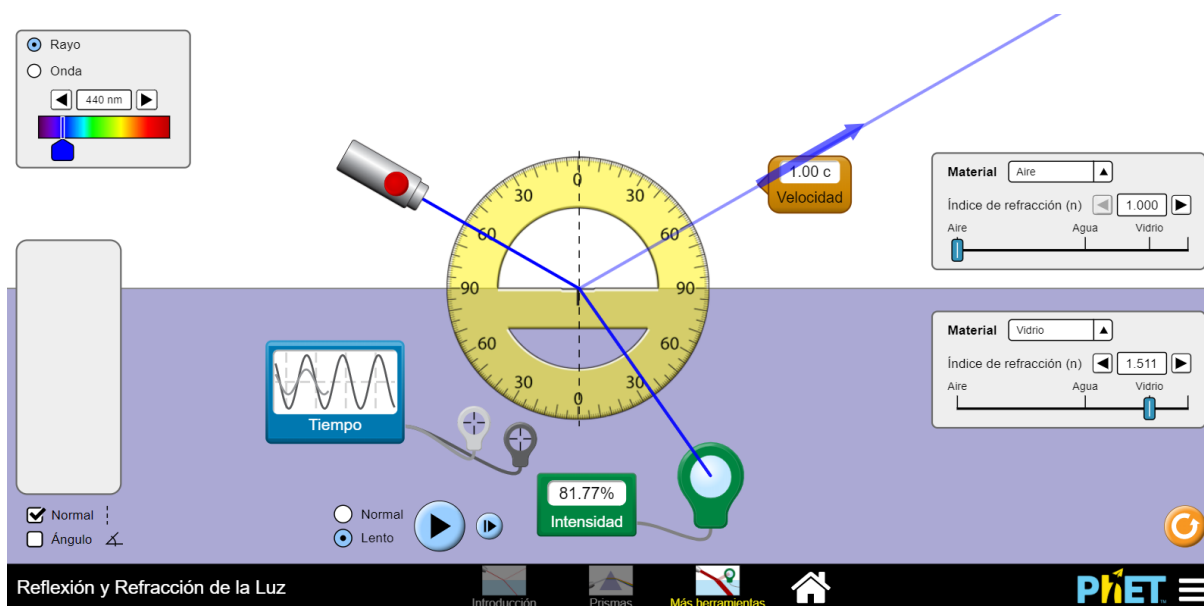 Rayo
Onda
440 nm
1.00 c
Velocidad
Material Aire
Índice de refracción (n) 1.000
Aire Agua Vidrio
0
30 30
60 60
90 90
60 60
30 30
0
Material Vidrio
Índice de refracción (n) 1.511
Aire Agua Vidrio
Tiempo
81.77%
Intensidad
Normal
Ángulo
Normal
Lento
Reflexión y Refracción de la Luz
Introducción
Prismas
Más herramientas
PhET